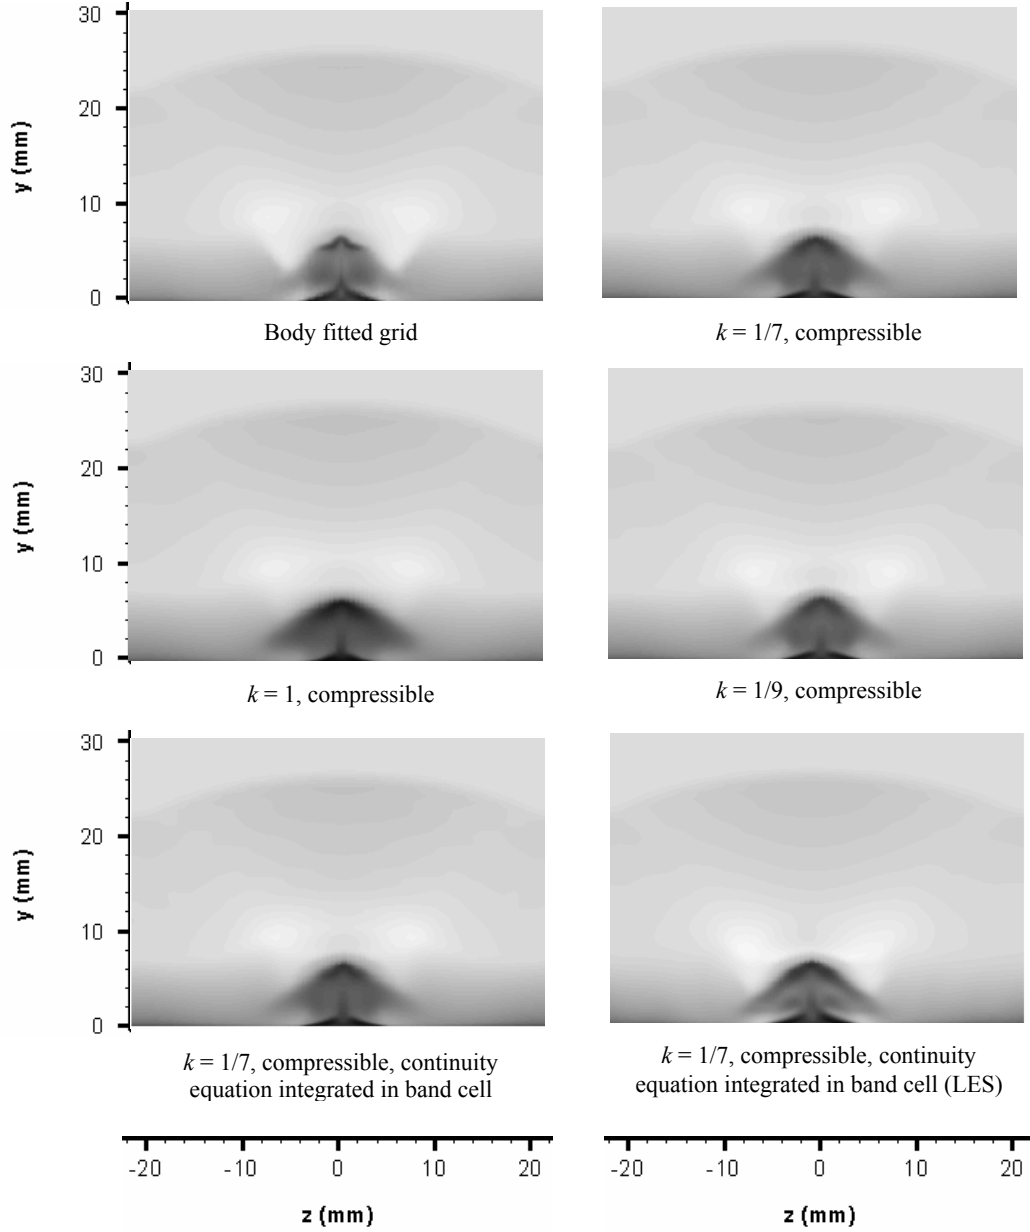 30
20
10
0
y (mm)
Body fitted grid
k = 1/7, compressible
30
20
10
0
y (mm)
k = 1, compressible
k = 1/9, compressible
30
20
10
0
y (mm)
k = 1/7, compressible, continuity
equation integrated in band cell
k = 1/7, compressible, continuity
equation integrated in band cell (LES)
-20 -10 0 10 20
z (mm)
-20 -10 0 10 20
z (mm)